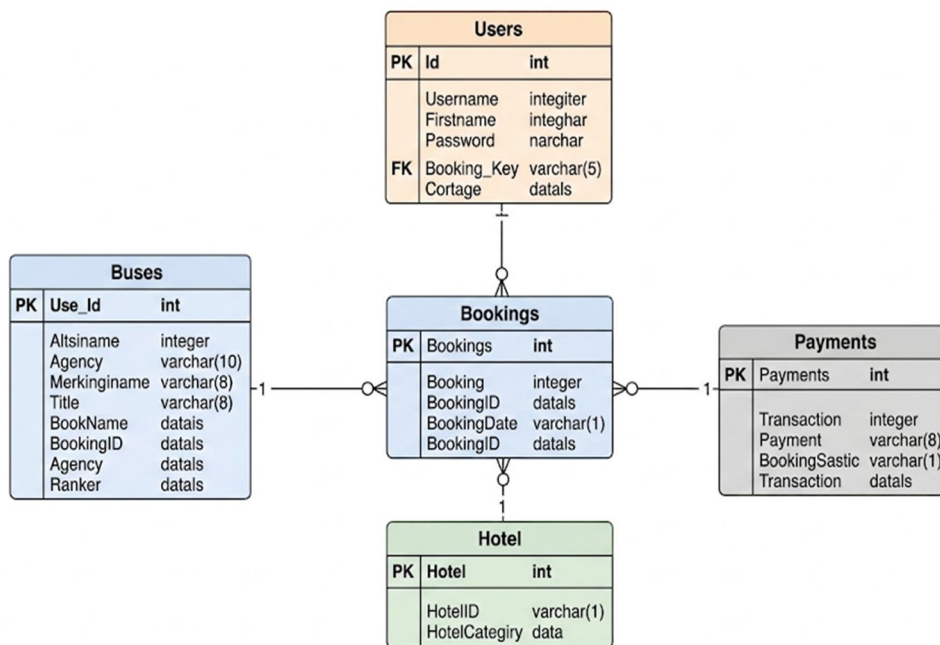 Users
PK Id int
Username integiter
Firstname integhar
Password narchar
FK Booking_Key varchar(5)
Cortage datals
Buses
PK Use_Id int
Altsiname integer
Agency varchar(10)
Merkinginame varchar(8)
Title varchar(8)
BookName datais
BookingID datals
Agency datals
Ranker datals
1
Bookings
PK Bookings int
Booking integer
BookingID datals
BookingDate varchar(1)
BookingID datals
1
Payments
PK Payments int
Transaction integer
Payment varchar(8)
BookingSastic varchar(1)
Transaction datals
1
Hotel
PK Hotel int
HotelID varchar(1)
HotelCategiry data